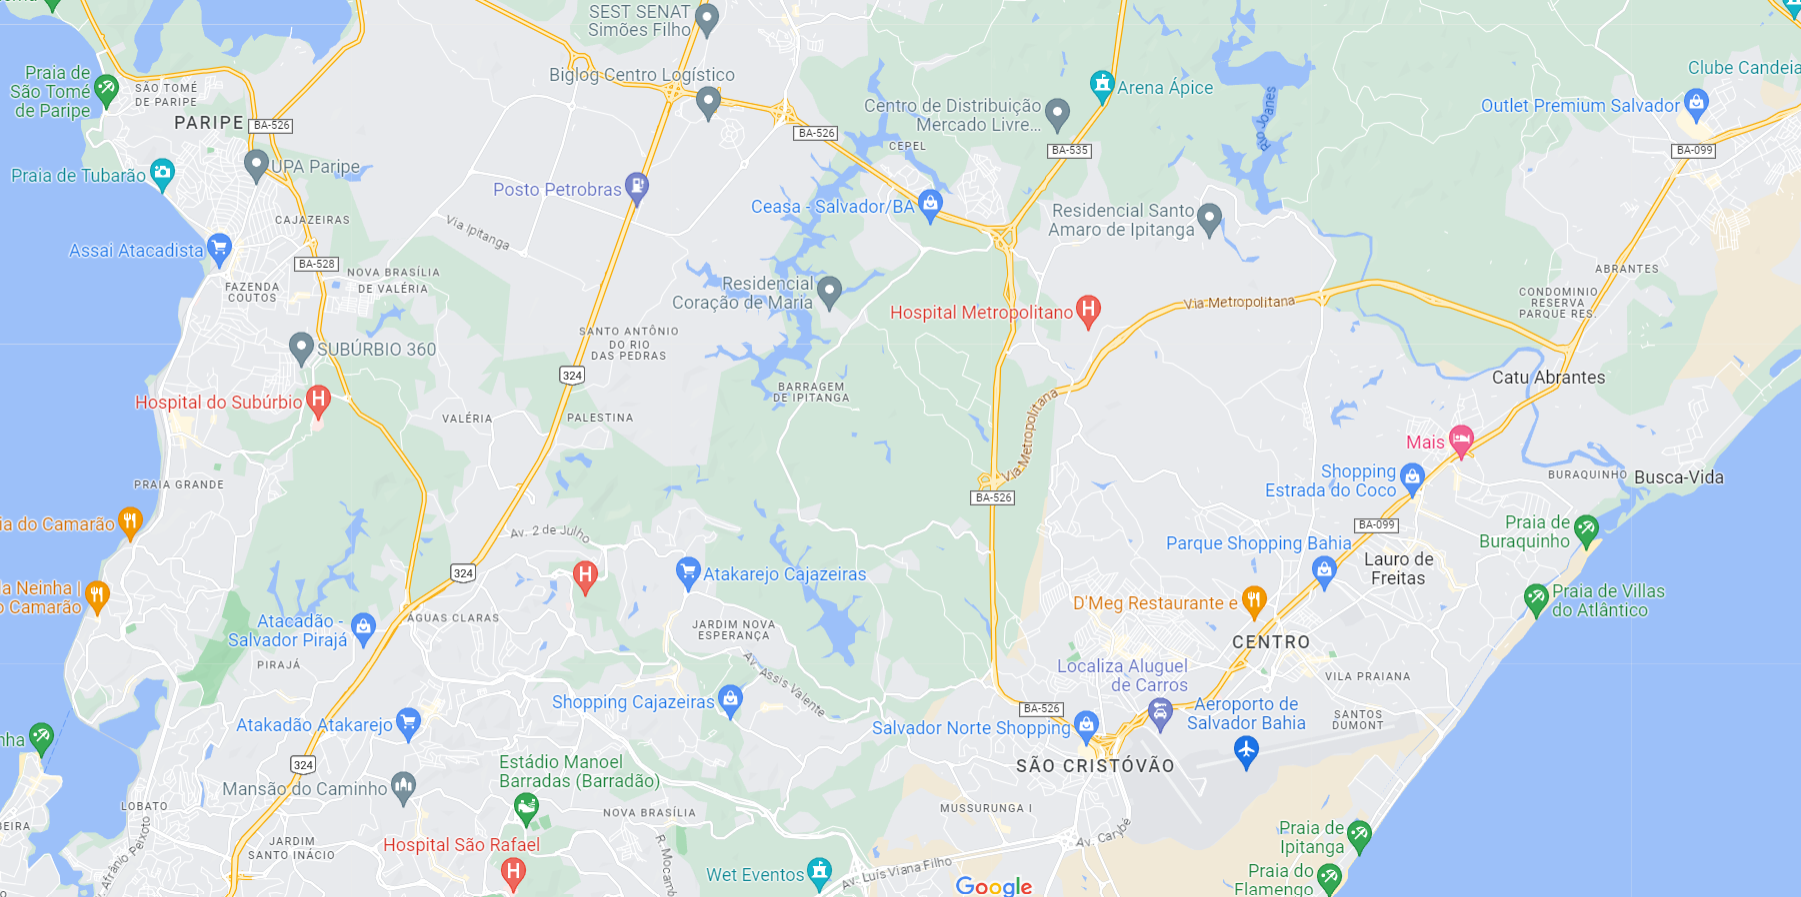 SEST SENAT
Simões Filho
Praia de
São Tomé
de Paripe
SÃO TOMÉ
DE PARIPE
Biglog Centro Logístico
Clube Candeia
Arena Ápice
Centro de Distribuição
Mercado Livre...
Rio Joanes
Outlet Premium Salvador
PARIPE
BA-526
BA-526
CEPEL
BA-535
BA-099
Praia de Tubarão
UPA Paripe
Posto Petrobras
Ceasa - Salvador/BA
Residencial Santo
Amaro de Ipitanga
CAJAZEIRAS
Via Ipitanga
Assai Atacadista
BA-528
NOVA BRASÍLIA
DE VALÉRIA
FAZENDA
COUTOS
Residencial
Coração de Maria
ABRANTES
CONDOMINIO
RESERVA
PARQUE RES.
Hospital Metropolitano
Via Metropolitana
SANTO ANTÔNIO
DO RIO
DAS PEDRAS
SUBÚRBIO 360
324
Catu Abrantes
Hospital do Subúrbio
BARRAGEM
DE IPITANGA
VALÉRIA
PALESTINA
Via Metropolitana
Mais
PRAIA GRANDE
Shopping
Estrada do Coco
BURAQUINHO
Busca-Vida
BA-526
ia do Camarão
Av. 2 de Julho
BA-099
Praia de
Buraquinho
Parque Shopping Bahia
Lauro de
Freitas
324
H
Atakarejo Cajazeiras
la Neinha |
o Camarão
D'Meg Restaurante e
Praia de Villas
do Atlântico
Atacadão -
Salvador Pirajá
ÁGUAS CLARAS
JARDIM NOVA
ESPERANÇA
CENTRO
PIRAJÁ
Av. Assis Valente
Localiza Aluguel
de Carros
VILA PRAIANA
Shopping Cajazeiras
BA-526
Aeroporto de
Salvador Bahia
SANTOS
DUMONT
Atakadão Atakarejo
Salvador Norte Shopping
nha
324
Estádio Manoel
Barradas (Barradão)
SÃO CRISTÓVÃO
Mansão do Caminho
LOBATO
NOVA BRASÍLIA
MUSSURUNGA I
BEIRA
Afrânio Peixoto
JARDIM
SANTO INÁCIO
Hospital São Rafael
R. Mocamb
Av. Carybé
Praia de
Ipitanga
Wet Eventos
Av. Luís Viana Filho
Google
Praia do
Flamengo